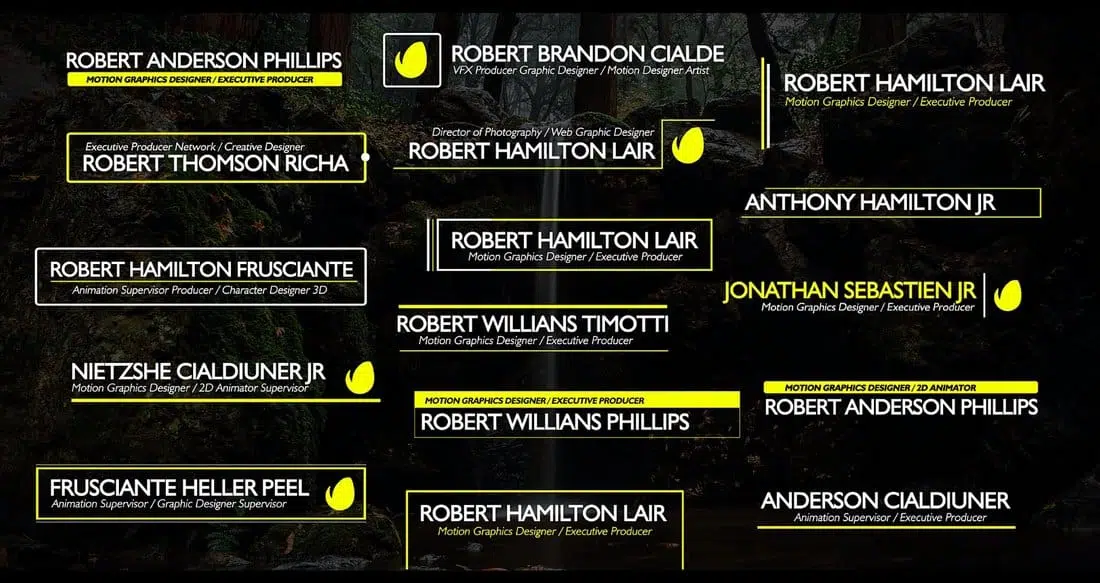 ROBERT ANDERSON PHILLIPS
MOTION GRAPHICS DESIGNER / EXECUTIVE PRODUCER
Executive Producer Network / Creative Designer
ROBERT THOMSON RICHA
ROBERT HAMILTON FRUSCIANTE
Animation Supervisor Producer / Character Designer 3D
NIETZSHE CIALDIUNER JR
Motion Graphics Designer / 2D Animator Supervisor
FRUSCIANTE HELLER PEEL
Animation Supervisor / Graphic Designer Supervisor
ROBERT BRANDON CIALDE
VFX Producer Graphic Designer / Motion Designer Artist
Director of Photography / Web Graphic Designer
ROBERT HAMILTON LAIR
ROBERT HAMILTON LAIR
Motion Graphics Designer / Executive Producer
ROBERT WILLIANS TIMOTTI
Motion Graphics Designer / Executive Producer
MOTION GRAPHICS DESIGNER / EXECUTIVE PRODUCER
ROBERT WILLIANS PHILLIPS
ROBERT HAMILTON LAIR
Motion Graphics Designer / Executive Producer
ROBERT HAMILTON LAIR
Motion Graphics Designer / Executive Producer
ANTHONY HAMILTON JR
JONATHAN SEBASTIEN JR
Motion Graphics Designer / Executive Producer
MOTION GRAPHICS DESIGNER / 2D ANIMATOR
ROBERT ANDERSON PHILLIPS
ANDERSON CIALDIUNER
Animation Supervisor / Executive Producer